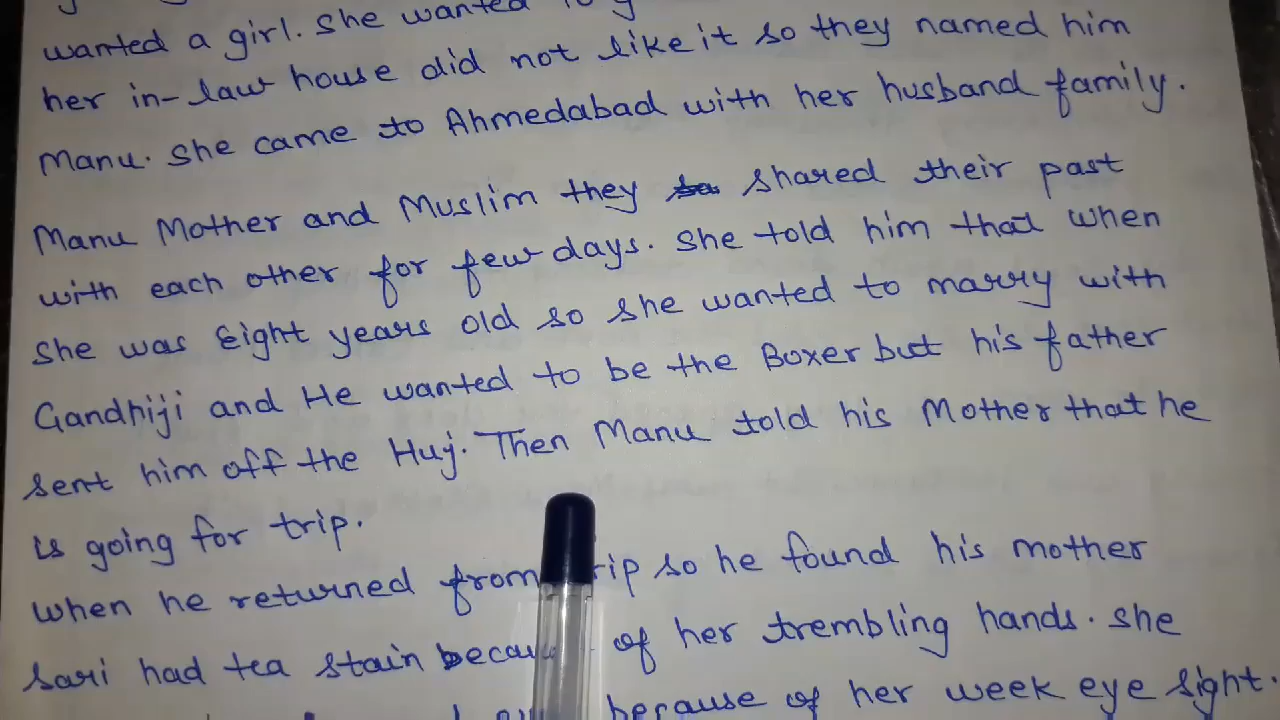 she wanted
wanted a girl. She wanted
her in-law house did not like it so they named him
Manu. She came to Ahmedabad with her husband family.
Manu Mother and Muslim they shared their past
with each other for few days. She told him that when
She was Eight years old so she wanted to marry with
Gandhiji and He wanted to be the Boxer but his father
sent him off the Huj. Then Manu told his Mother that he
is going for trip.
When he returned from so he found his mother
sari had tea stain of her trembling hands. She
because of her week eye sight.